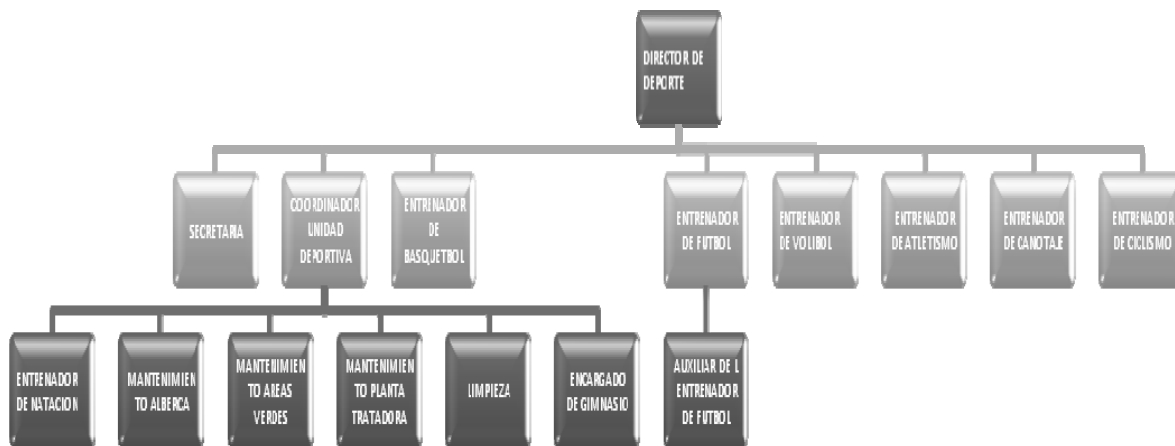 DIRECTOR DE
DEPORTE
SECRETARIA
COORDINADOR
UNIDAD
DEPORTIVA
ENTRENADOR
DE
BASQUETBOL
ENTRENADOR
DE FUTBOL
ENTRENADOR
DE VOLIBOL
ENTRENADOR
DE ATLETISMO
ENTRENADOR
DE CANOTAJE
ENTRENADOR
DE CICLISMO
ENTRENADOR
DE NATACION
MANTENIMIEN
TO ALBERCA
MANTENIMIEN
TO AREAS
VERDES
MANTENIMIEN
TO PLANTA
TRATADORA
LIMPIEZA
ENCARGADO
DE GIMNASIO
AUXILIAR DE L
ENTRENADOR
DE FUTBOL